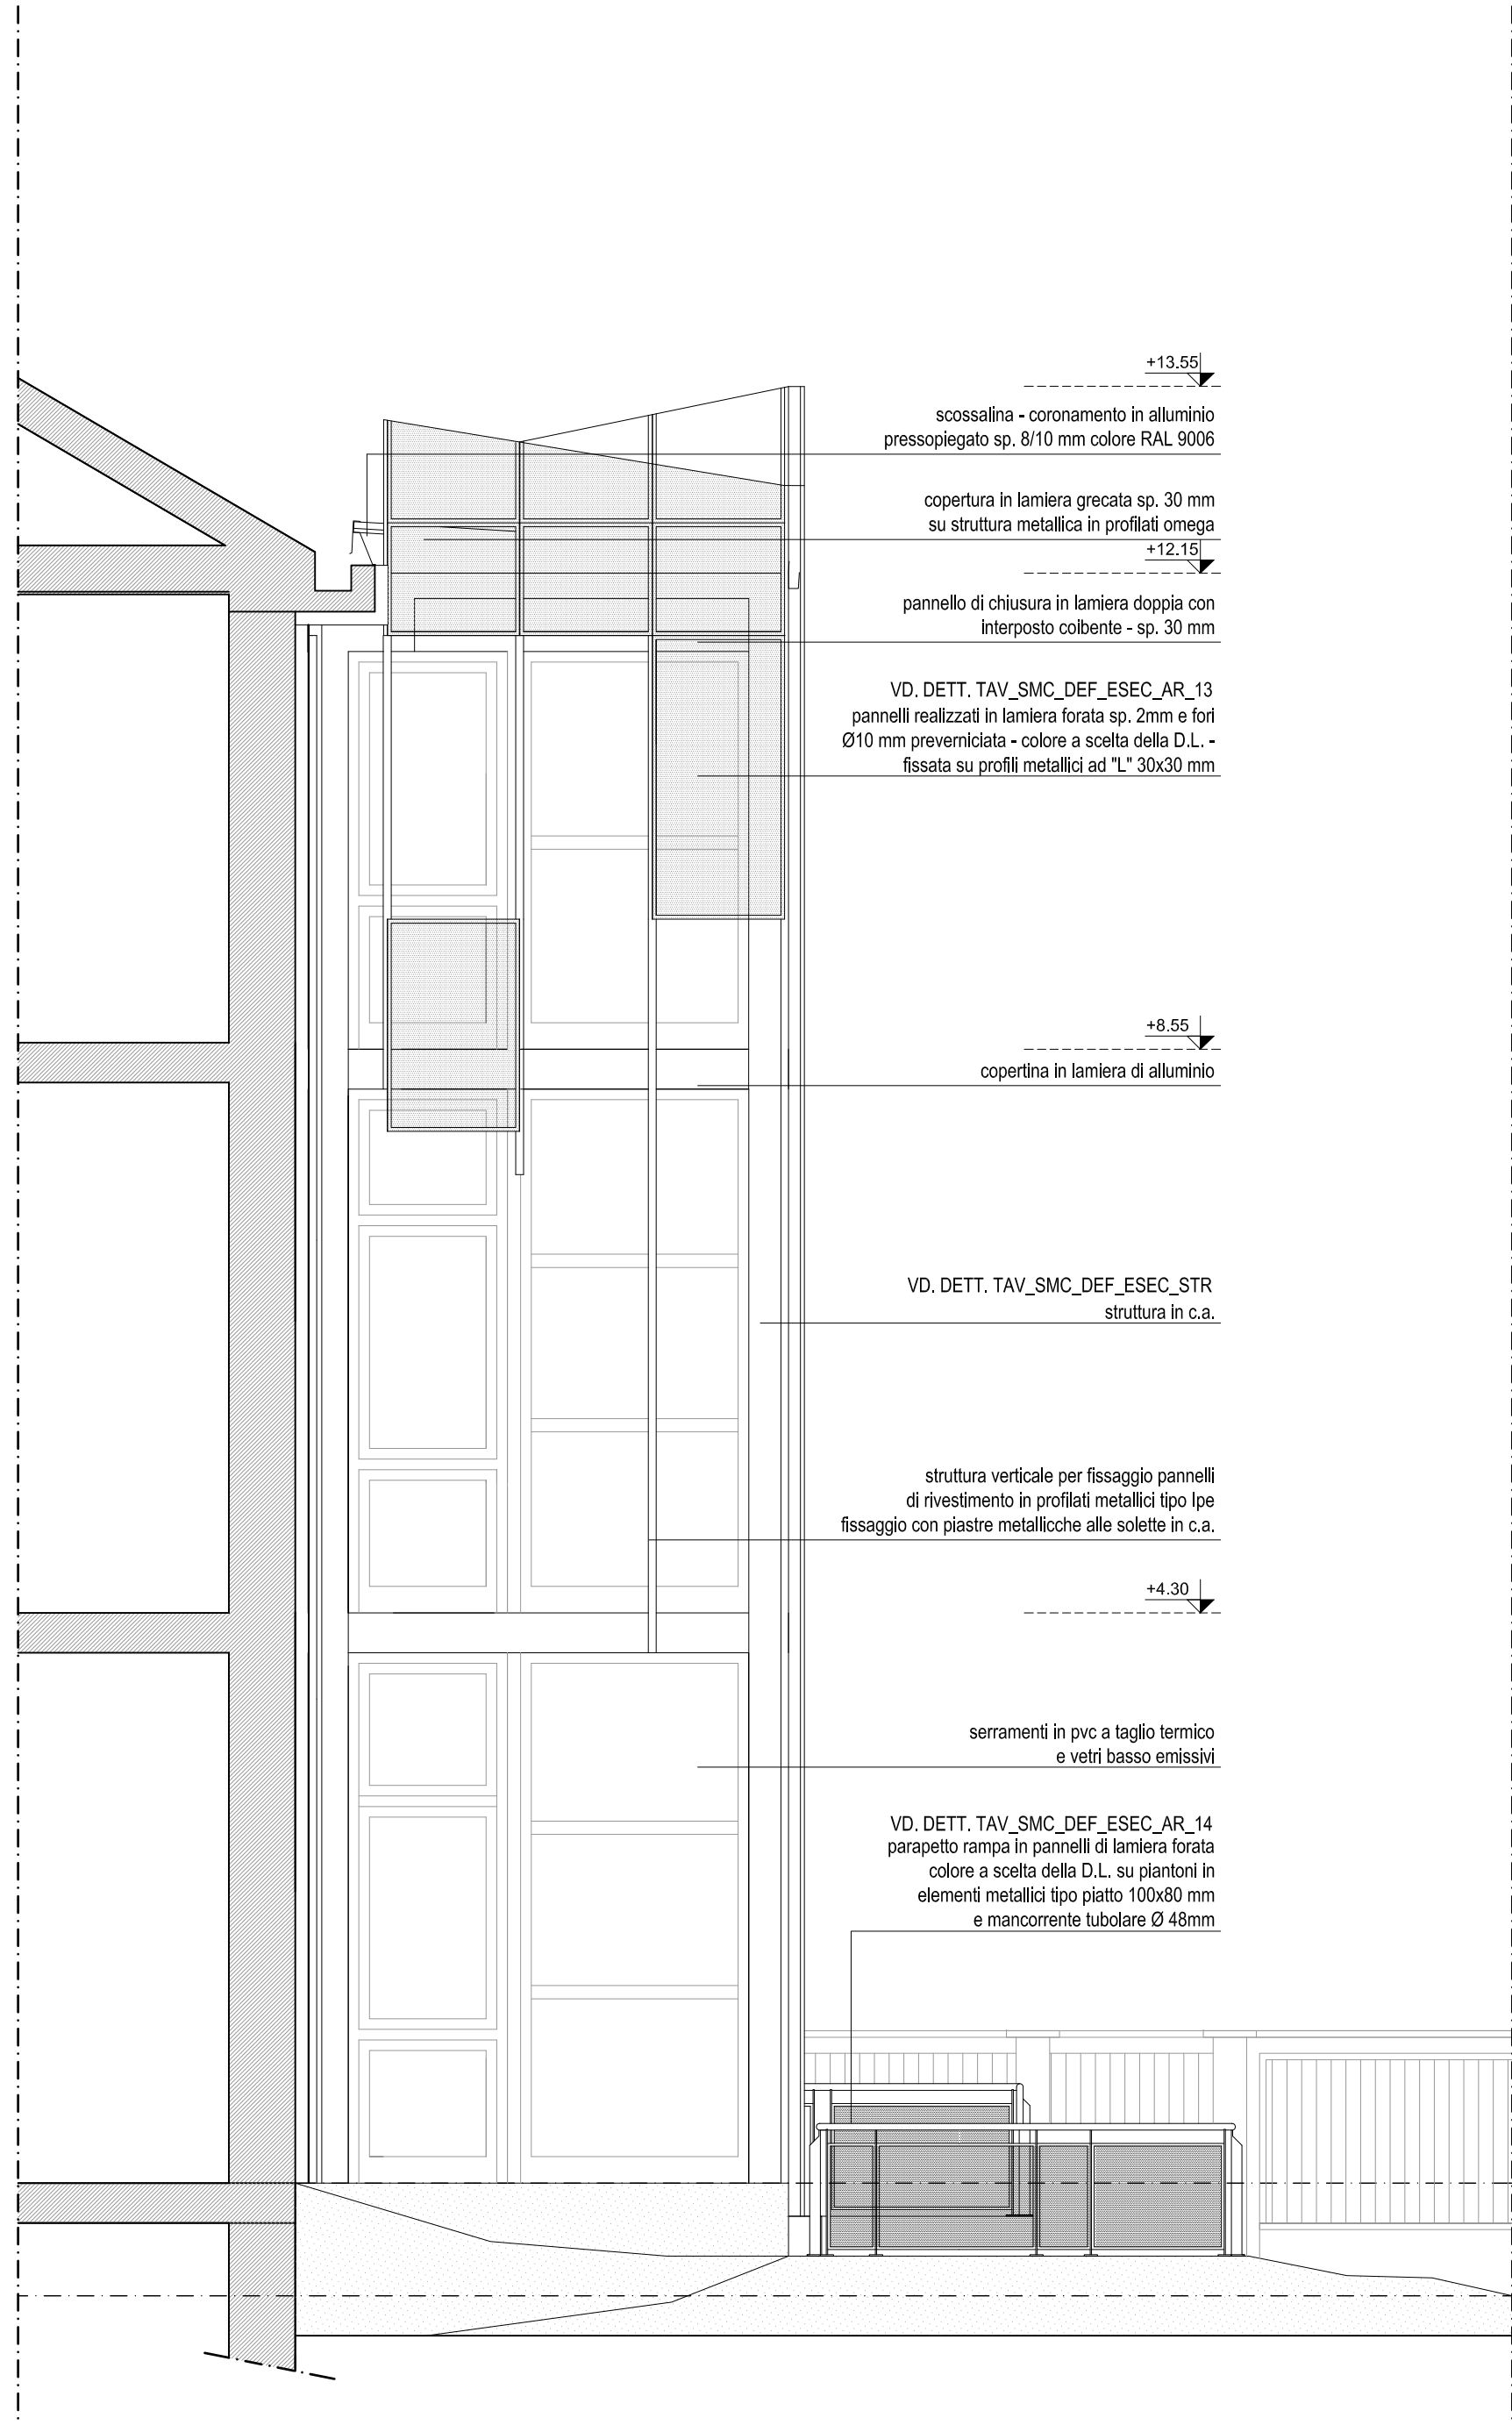 +13.55
scossalina - coronamento in alluminio
pressopiegato sp. 8/10 mm colore RAL 9006
copertura in lamiera grecata sp. 30 mm
su struttura metallica in profilati omega
+12.15
pannello di chiusura in lamiera doppia con
interposto coibente - sp. 30 mm
VD. DETT. TAV_SMC_DEF_ESEC_AR_13
pannelli realizzati in lamiera forata sp. 2mm e fori
Ø10 mm preverniciata - colore a scelta della D.L. -
fissata su profili metallici ad "L" 30x30 mm
+8.55
copertina in lamiera di alluminio
VD. DETT. TAV_SMC_DEF_ESEC_STR
struttura in c.a.
struttura verticale per fissaggio pannelli
di rivestimento in profilati metallici tipo Ipe
fissaggio con piastre metallicche alle solette in c.a.
+4.30
serramenti in pvc a taglio termico
e vetri basso emissivi
VD. DETT. TAV_SMC_DEF_ESEC_AR_14
parapetto rampa in pannelli di lamiera forata
colore a scelta della D.L. su piantoni in
elementi metallici tipo piatto 100x80 mm
e mancorrente tubolare Ø 48mm